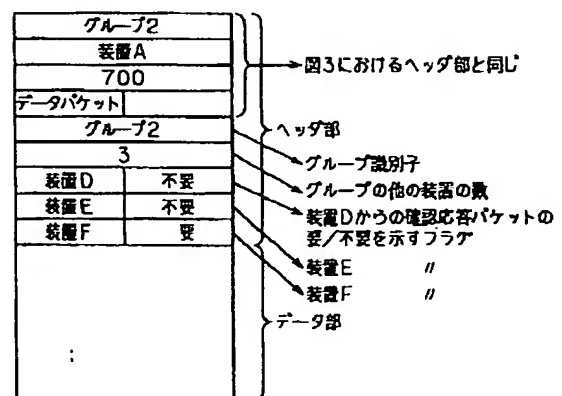 グループ2
装置A
700
データパケット
グループ2
3
装置D 不要
装置E 不要
装置F 要
:
図3におけるヘッダ部と同じ
ヘッダ部
グループ識別子
グループの他の装置の数
装置Dからの確認応答パケットの
要/不要を示すフラグ
装置E 〃
装置F 〃
データ部